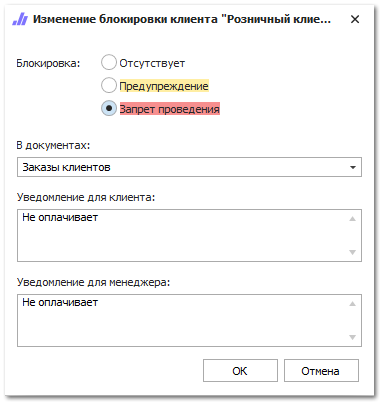 Изменение блокировки клиента "Розничный клие...
Блокировка:
Отсутствует
Предупреждение
Запрет проведения
В документах:
Заказы клиентов
Уведомление для клиента:
Не оплачивает
Уведомление для менеджера:
Не оплачивает
OK
Отмена